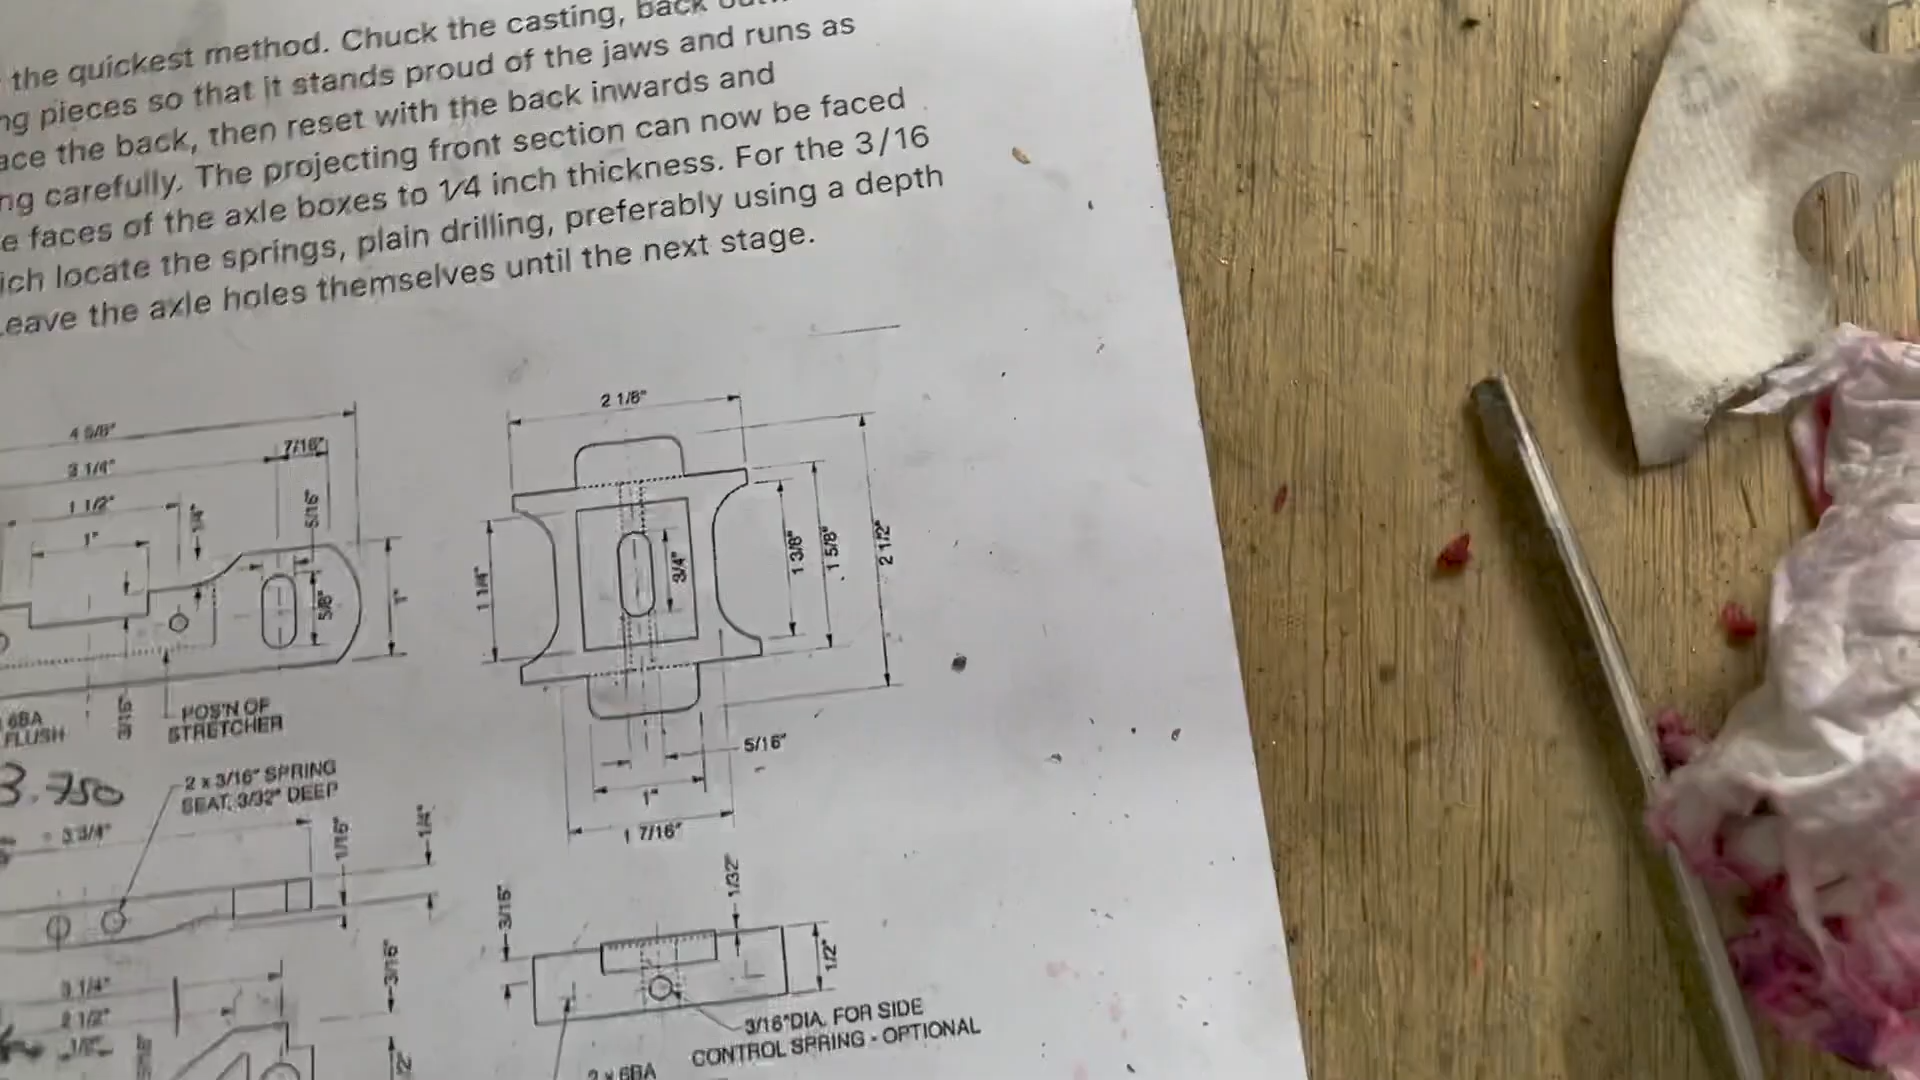 the quickest method. Chuck the casting, back
ng pieces so that it stands proud of the jaws and runs as
ace the back, then reset with the back inwards and
ng carefully. The projecting front section can now be faced
e faces of the axle boxes to 1/4 inch thickness. For the 3/16
ich locate the springs, plain drilling, preferably using a depth
eave the axle holes themselves until the next stage.
2 1/8"
4 5/8"
7/16"
3 1/4"
1 1/2"
1/4"
5/16"
1"
5/8"
1"
1 1/4"
3/4"
1 3/8"
1 5/8"
2 1/2"
6BA
FLUSH
3/16"
POS'N OF
STRETCHER
5/16"
1"
1 7/16"
3.750
2 x 3/16" SPRING
SEAT, 3/32" DEEP
3 3/4"
1/16"
1/4"
3/16"
1/32"
1/2"
3/16"
3 1/4"
2 1/2"
3/16"DIA. FOR SIDE
CONTROL SPRING - OPTIONAL
2 x 6BA